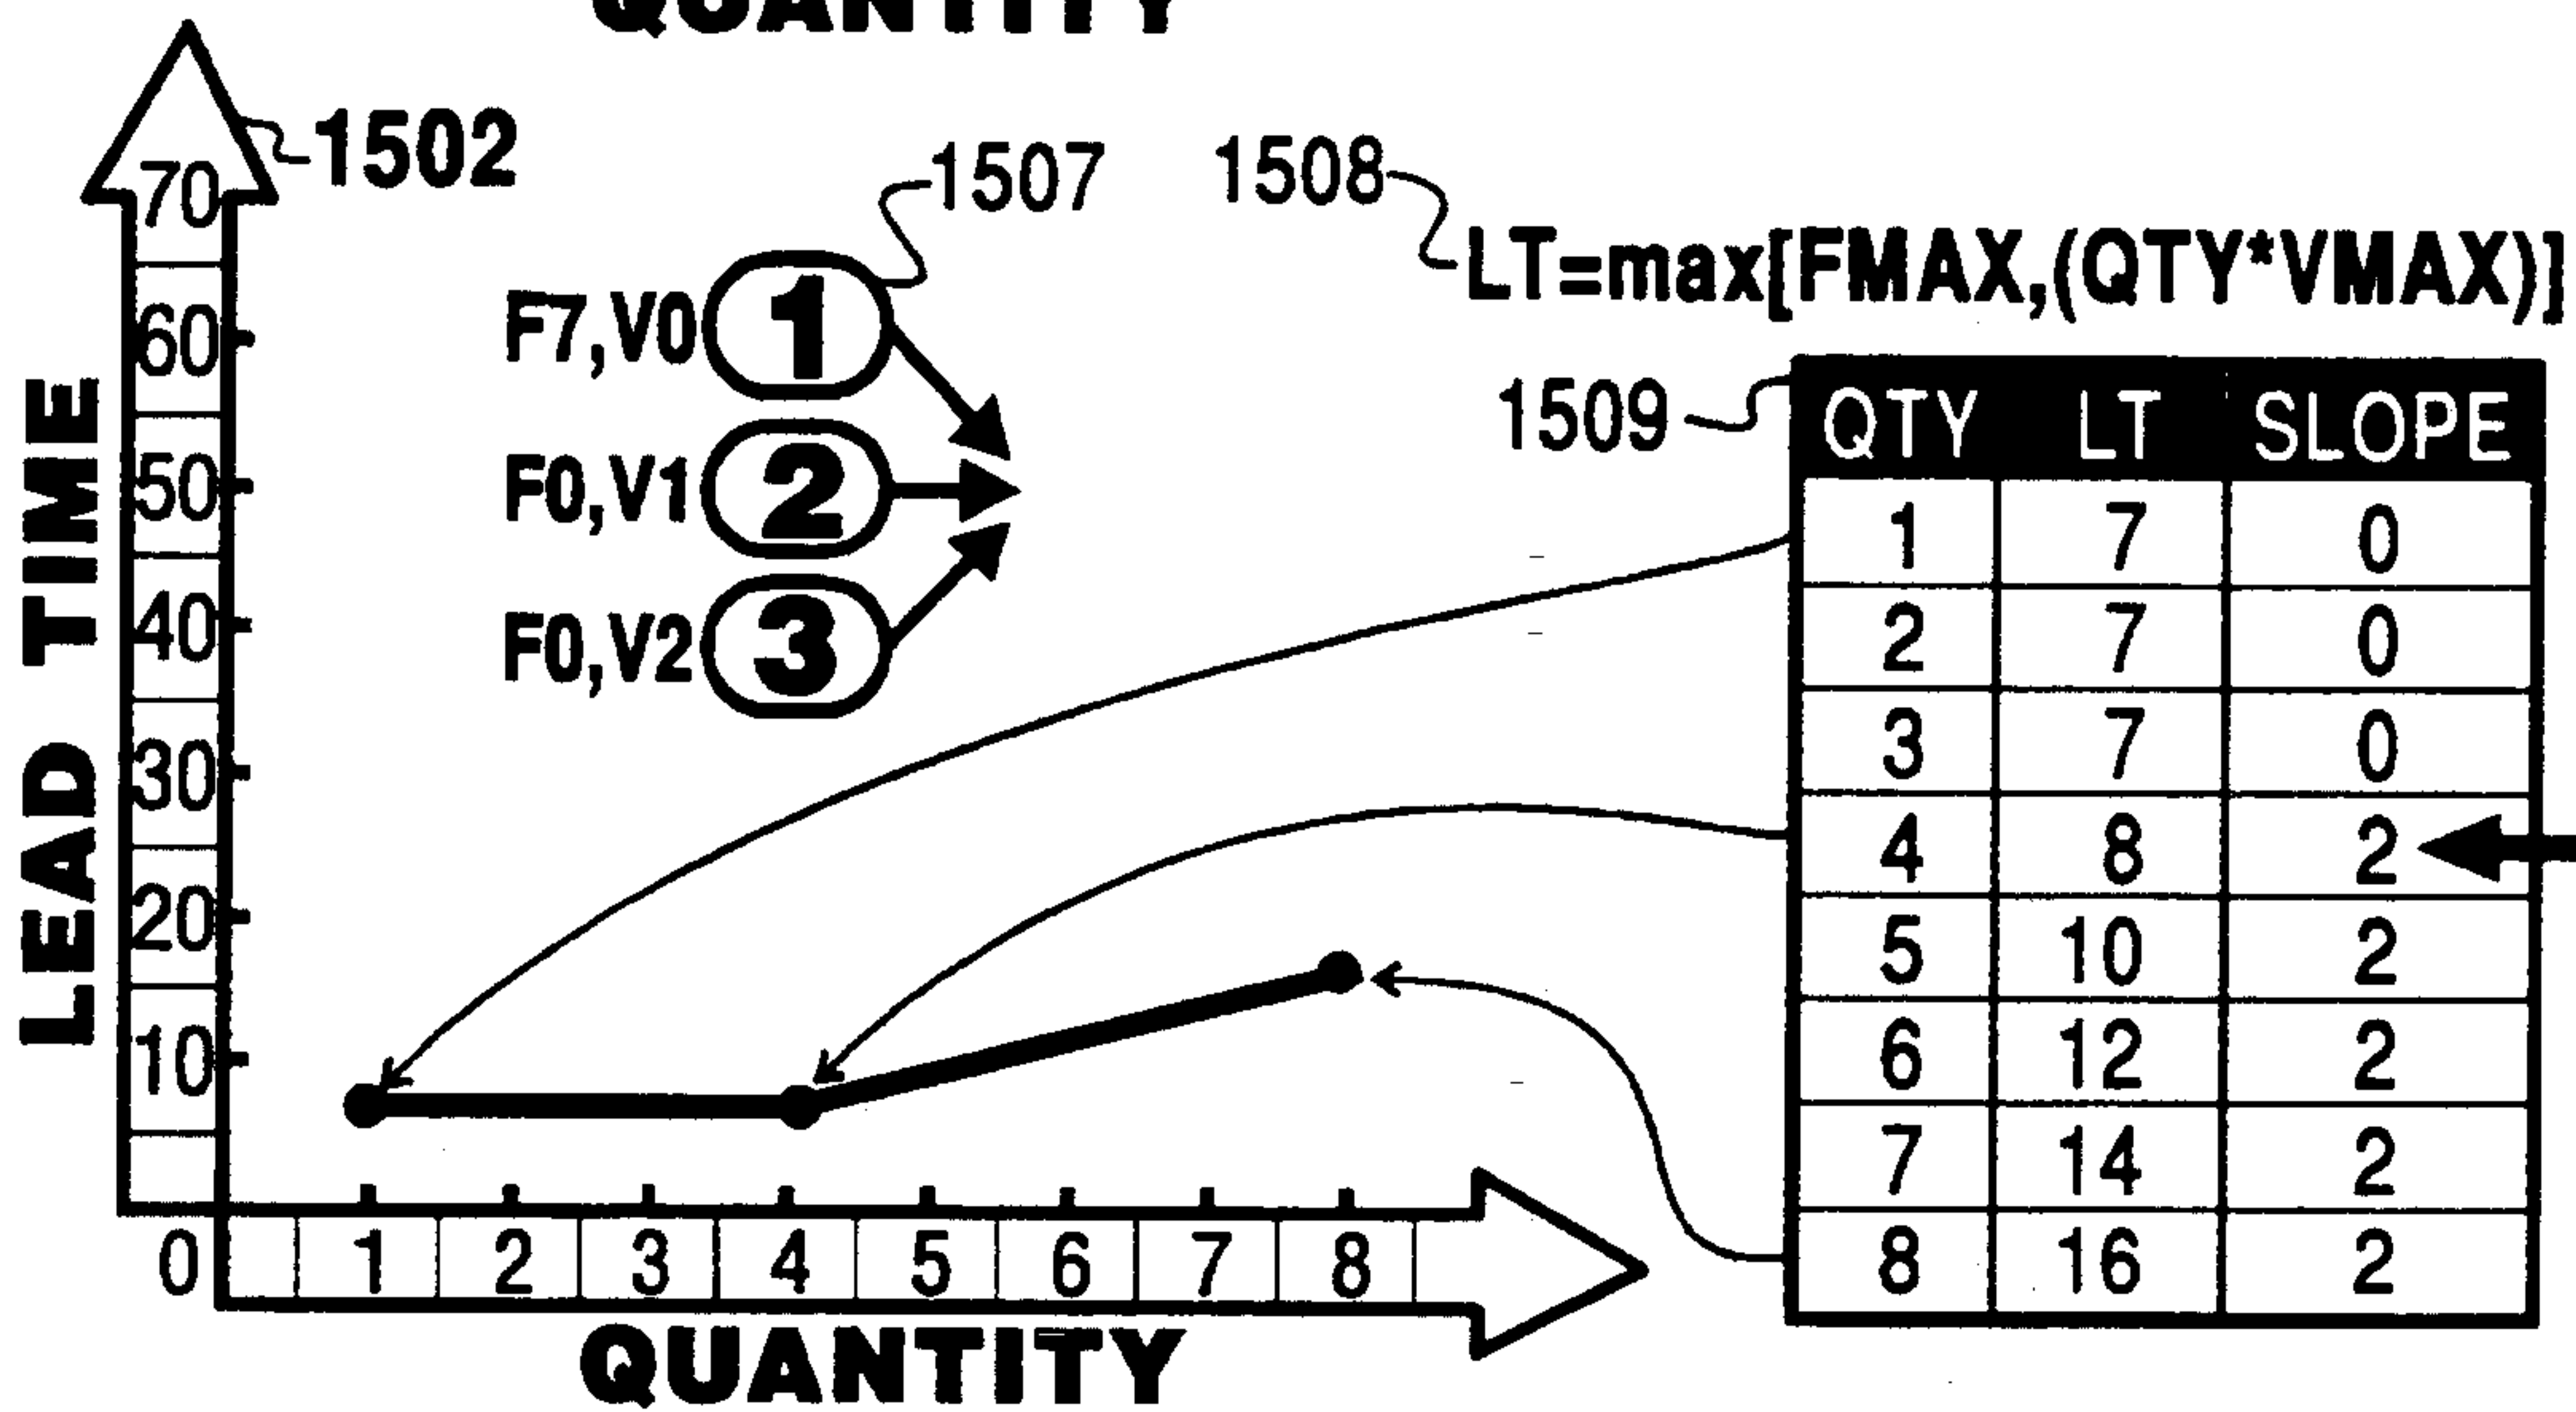 QUANTITY
1502
1507
1508
LT=max[FMAX,(QTY*VMAX)]
LEAD TIME
70
60
50
40
30
20
10
0
F7,V0 1
F0,V1 2
F0,V2 3
1509
QTY LT SLOPE
1 7 0
2 7 0
3 7 0
4 8 2
5 10 2
6 12 2
7 14 2
8 16 2
1 2 3 4 5 6 7 8
QUANTITY